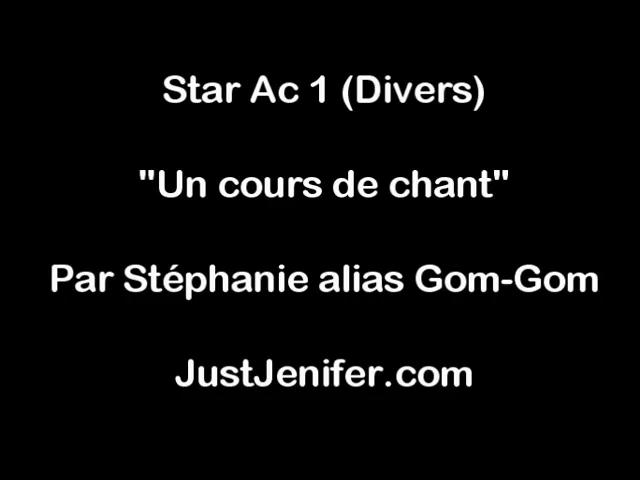 Star Ac 1 (Divers)
"Un cours de chant"
Par Stéphanie alias Gom-Gom
JustJenifer.com